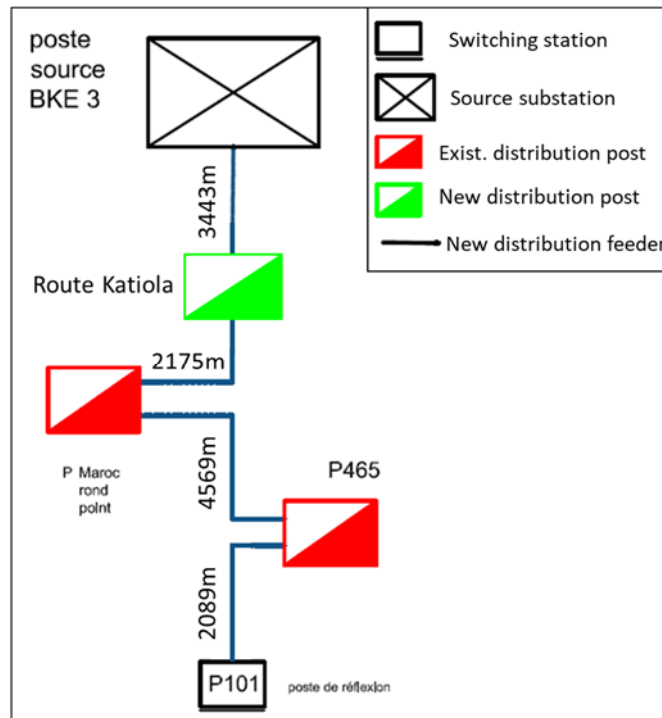 poste
source
BKE 3
Switching station
Source substation
Exist. distribution post
New distribution post
New distribution feeder
3443m
Route Katiola
2175m
P Maroc
rond
point
4569m
P465
2089m
P101
poste de réflexion